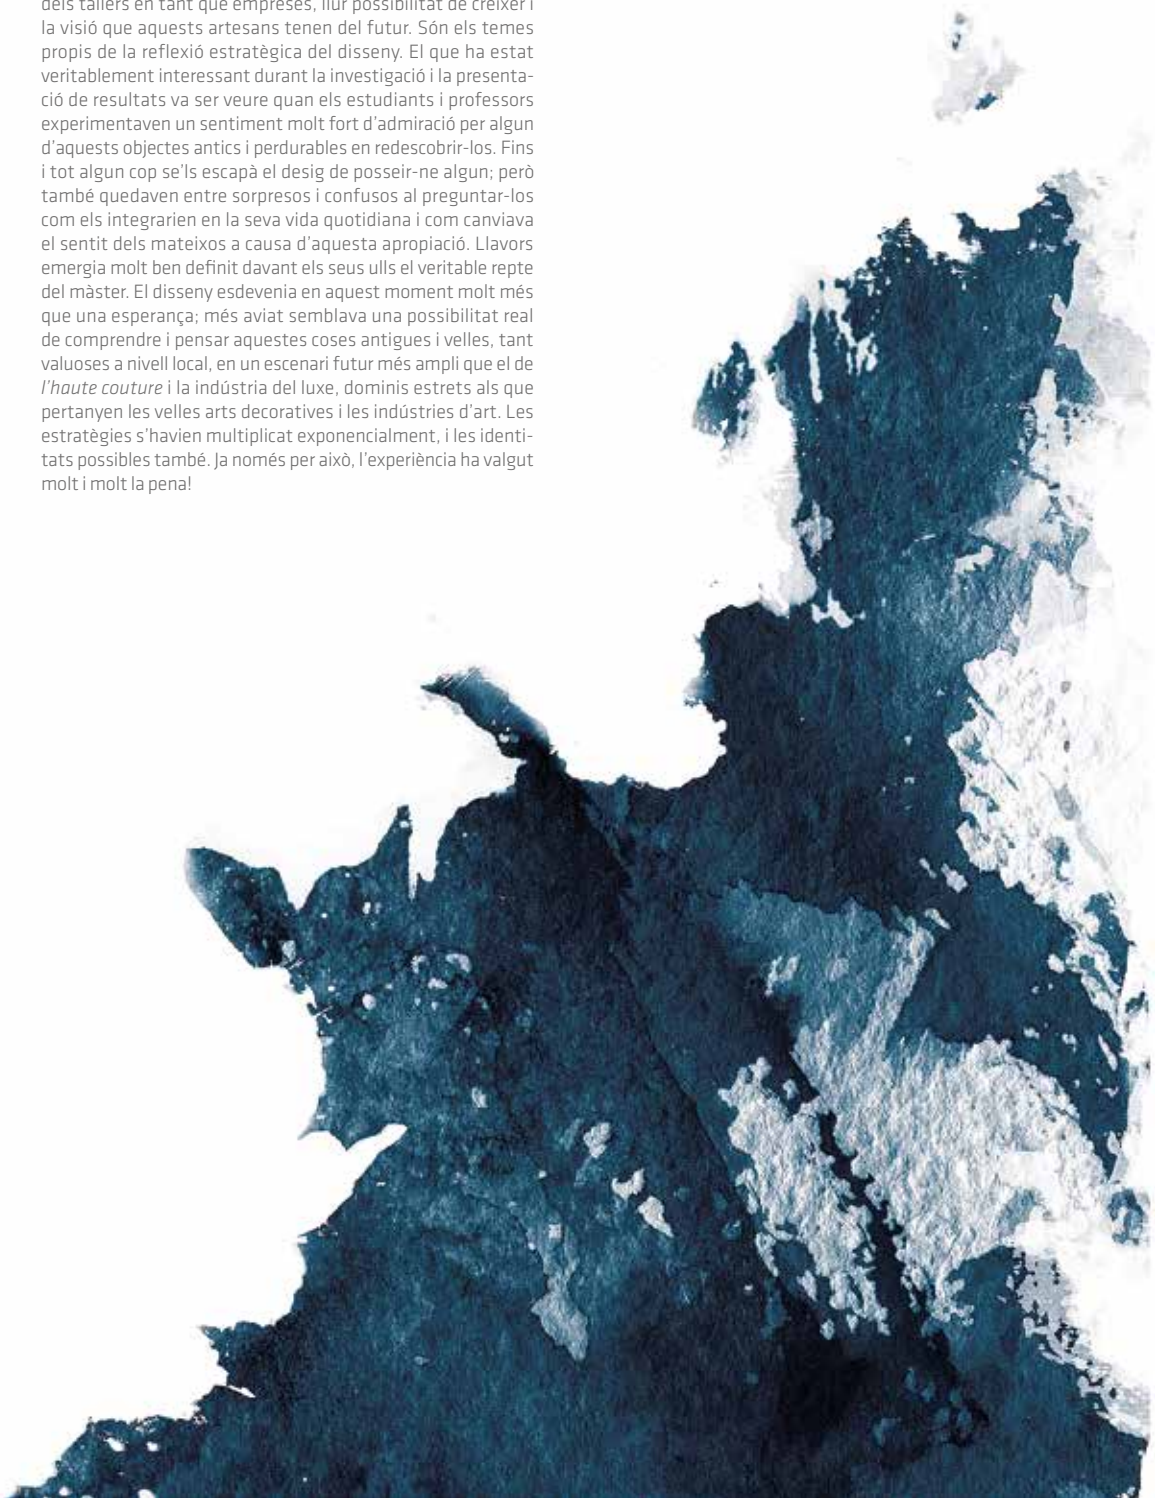 dels tallers en tant que empreses, llur possibilitat de créixer i
la visió que aquests artesans tenen del futur. Són els temes
propis de la reflexió estratègica del disseny. El que ha estat
veritablement interessant durant la investigació i la presenta-
ció de resultats va ser veure quan els estudiants i professors
experimentaven un sentiment molt fort d’admiració per algun
d’aquests objectes antics i perdurables en redescobrir-los. Fins
i tot algun cop se’ls escapà el desig de posseir-ne algun; però
també quedaven entre sorpresos i confusos al preguntar-los
com els integrarien en la seva vida quotidiana i com canviava
el sentit dels mateixos a causa d’aquesta apropiació. Llavors
emergia molt ben definit davant els seus ulls el veritable repte
del màster. El disseny esdevenia en aquest moment molt més
que una esperança; més aviat semblava una possibilitat real
de comprendre i pensar aquestes coses antigues i velles, tant
valuoses a nivell local, en un escenari futur més ampli que el de
l’haute couture i la indústria del luxe, dominis estrets als que
pertanyen les velles arts decoratives i les indústries d’art. Les
estratègies s’havien multiplicat exponencialment, i les identi-
tats possibles també. Ja només per això, l’experiència ha valgut
molt i molt la pena!